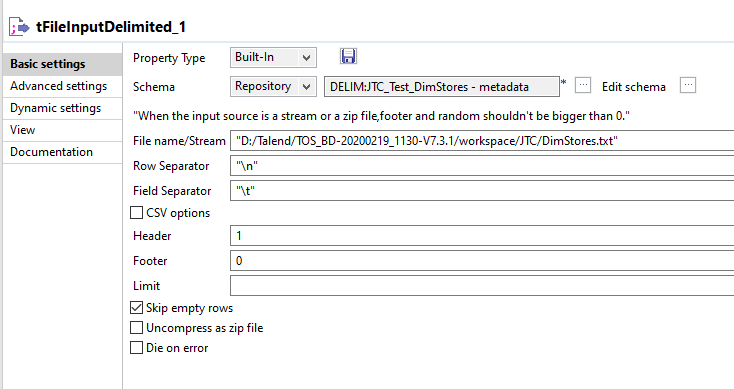 tFileInputDelimited_1
Basic settings
Advanced settings
Dynamic settings
View
Documentation
Property Type Built-In
Schema Repository DELIM:JTC_Test_DimStores - metadata * ... Edit schema ...
"When the input source is a stream or a zip file,footer and random shouldn't be bigger than 0."
File name/Stream "D:/Talend/TOS_BD-20200219_1130-V7.3.1/workspace/JTC/DimStores.txt"
Row Separator "\n"
Field Separator "\t"
CSV options
Header 1
Footer 0
Limit
Skip empty rows
Uncompress as zip file
Die on error